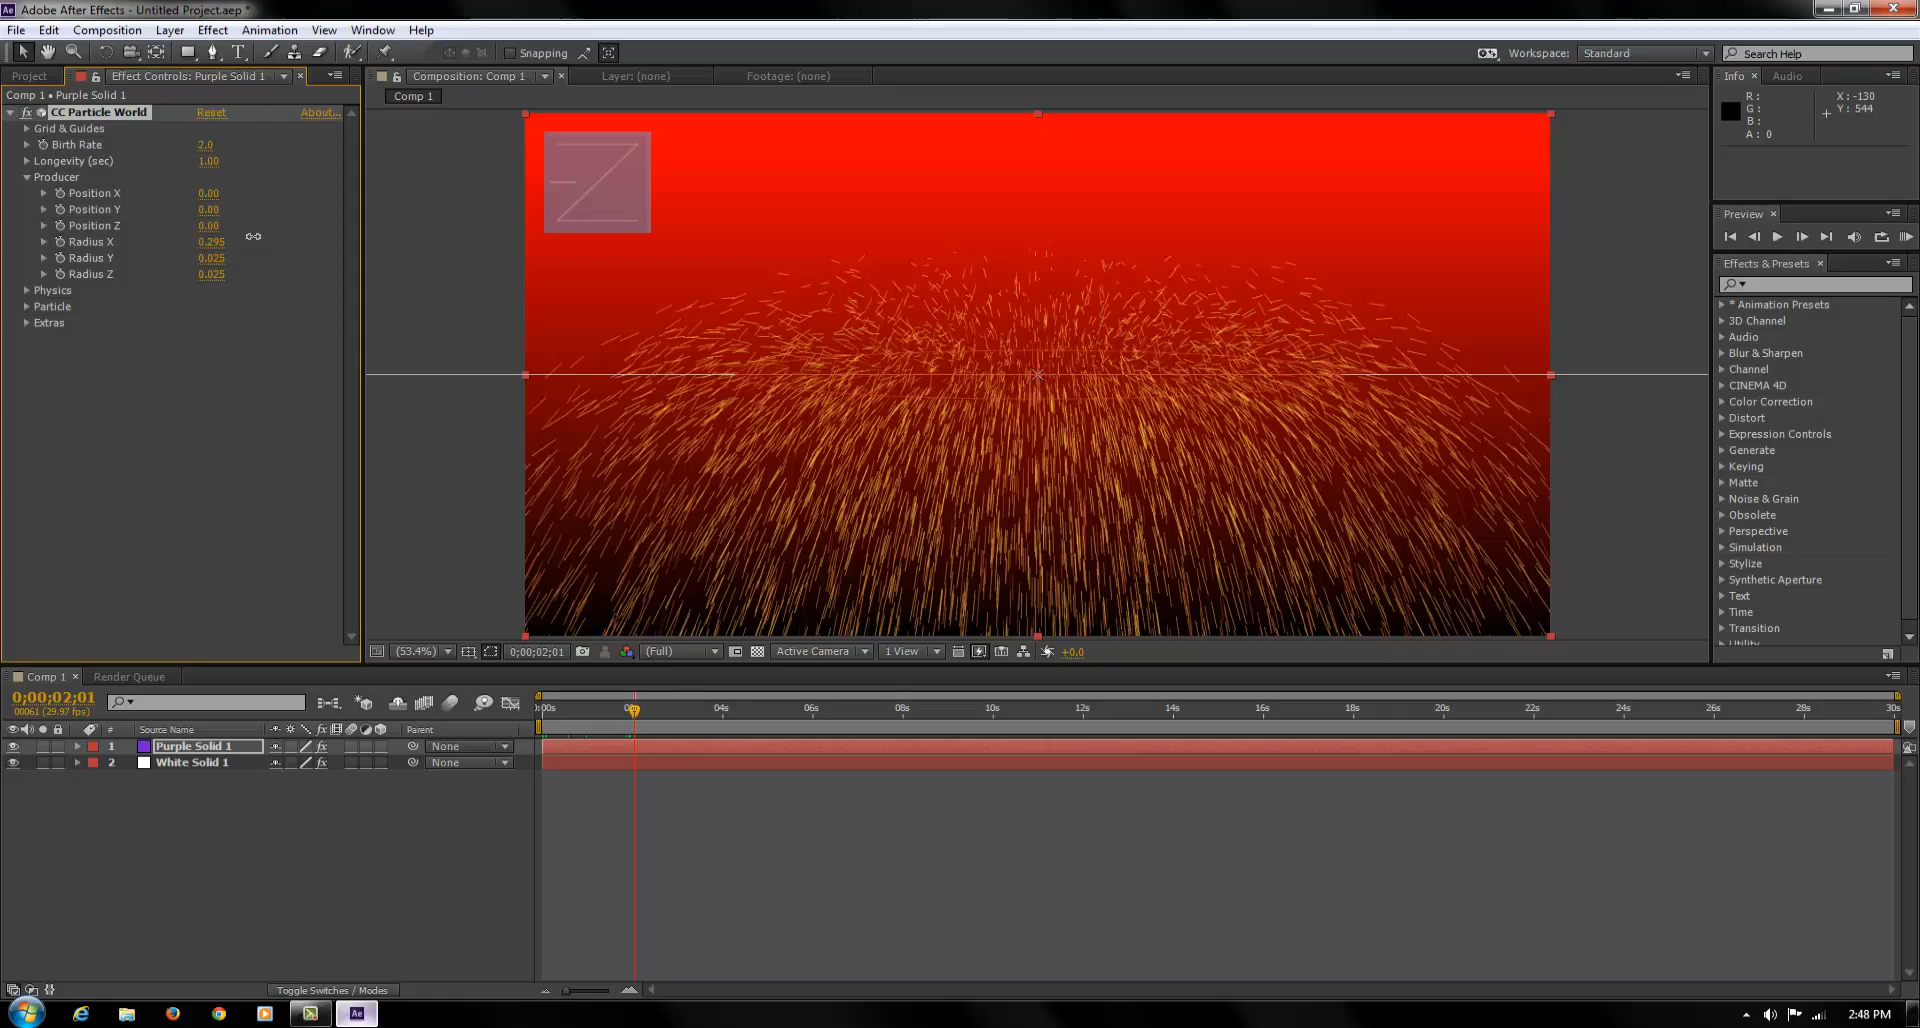 Adobe After Effects - Untitled Project.aep *
File Edit Composition Layer Effect Animation View Window Help
Snapping
Workspace: Standard
Search Help
Project
Effect Controls: Purple Solid 1
Comp 1 • Purple Solid 1
fx CC Particle World Reset About...
Grid & Guides
Birth Rate 2.0
Longevity (sec) 1.00
Producer
Position X 0.00
Position Y 0.00
Position Z 0.00
Radius X 0.295
Radius Y 0.025
Radius Z 0.025
Physics
Particle
Extras
Composition: Comp 1
Layer: (none)
Footage: (none)
Comp 1
(53.4%) 0;00;02;01 (Full) Active Camera 1 View +0.0
Info Audio
R: X: -130
G: Y: 544
B:
A: 0
Preview
Effects & Presets
* Animation Presets
3D Channel
Audio
Blur & Sharpen
Channel
CINEMA 4D
Color Correction
Distort
Expression Controls
Generate
Keying
Matte
Noise & Grain
Obsolete
Perspective
Simulation
Stylize
Synthetic Aperture
Text
Time
Transition
Utility
Comp 1 Render Queue
0;00;02;01
00061 (29.97 fps)
# Source Name Parent
1 Purple Solid 1 None
2 White Solid 1 None
04s 06s 08s 10s 12s 14s 16s 18s 20s 22s 24s 26s 28s 30s
Toggle Switches / Modes
2:48 PM